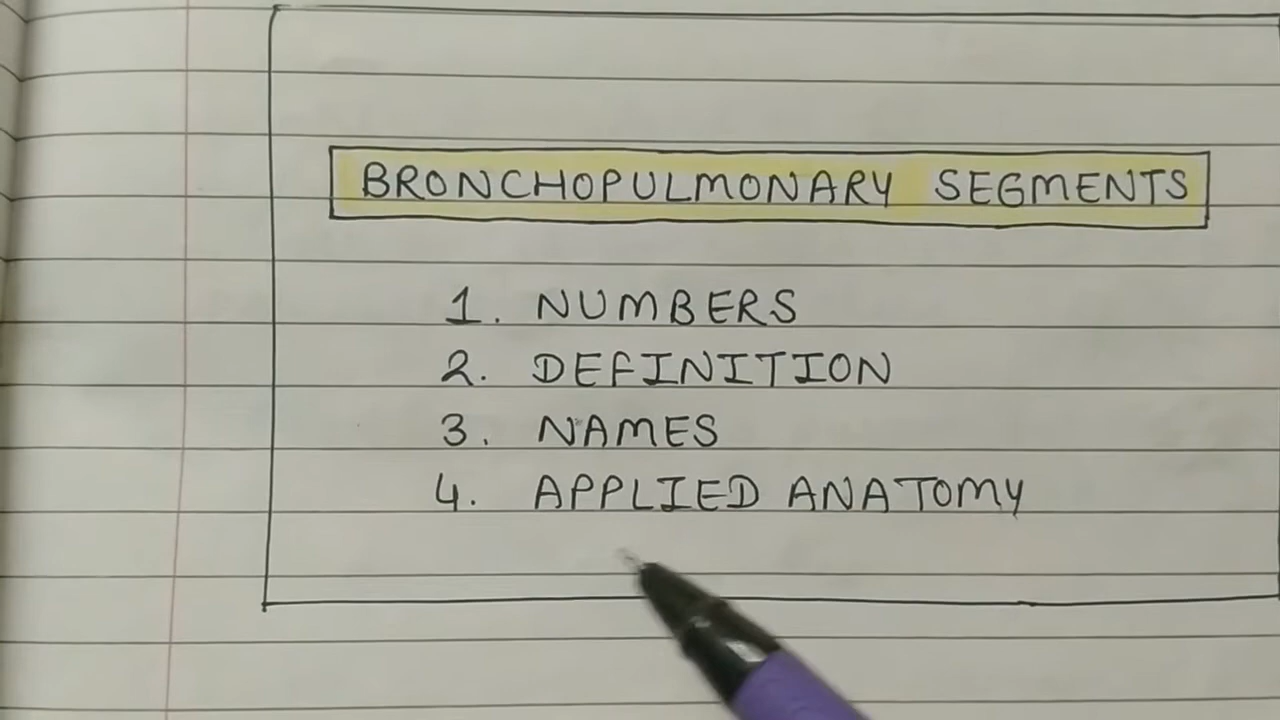 BRONCHOPULMONARY SEGMENTS
1. NUMBERS
2. DEFINITION
3. NAMES
4. APPLIED ANATOMY